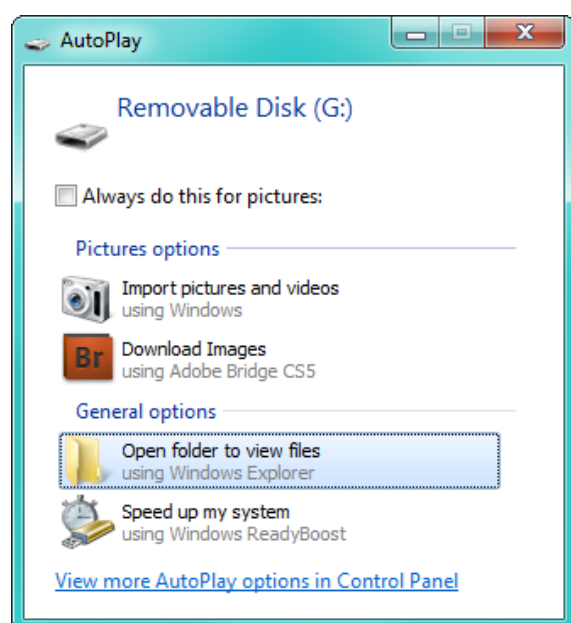 AutoPlay
Removable Disk (G:)
Always do this for pictures:
Pictures options
Import pictures and videos
using Windows
Br
Download Images
using Adobe Bridge CS5
General options
Open folder to view files
using Windows Explorer
Speed up my system
using Windows ReadyBoost
View more AutoPlay options in Control Panel